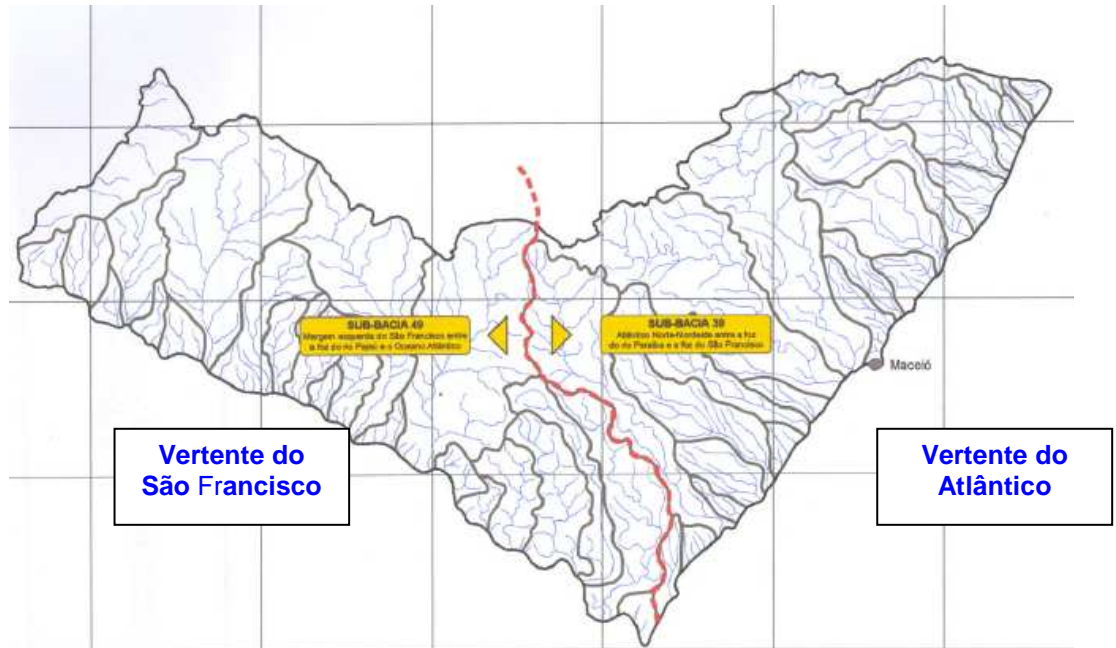 SUB-BACIA 49
Margem esquerda do São Francisco entre
a foz do rio Pajeú e o Oceano Atlântico
SUB-BACIA 39
Atlântico Norte-Nordeste entre a foz
do rio Paraíba e a foz do São Francisco
Maceió
Vertente do
São Francisco
Vertente do
Atlântico